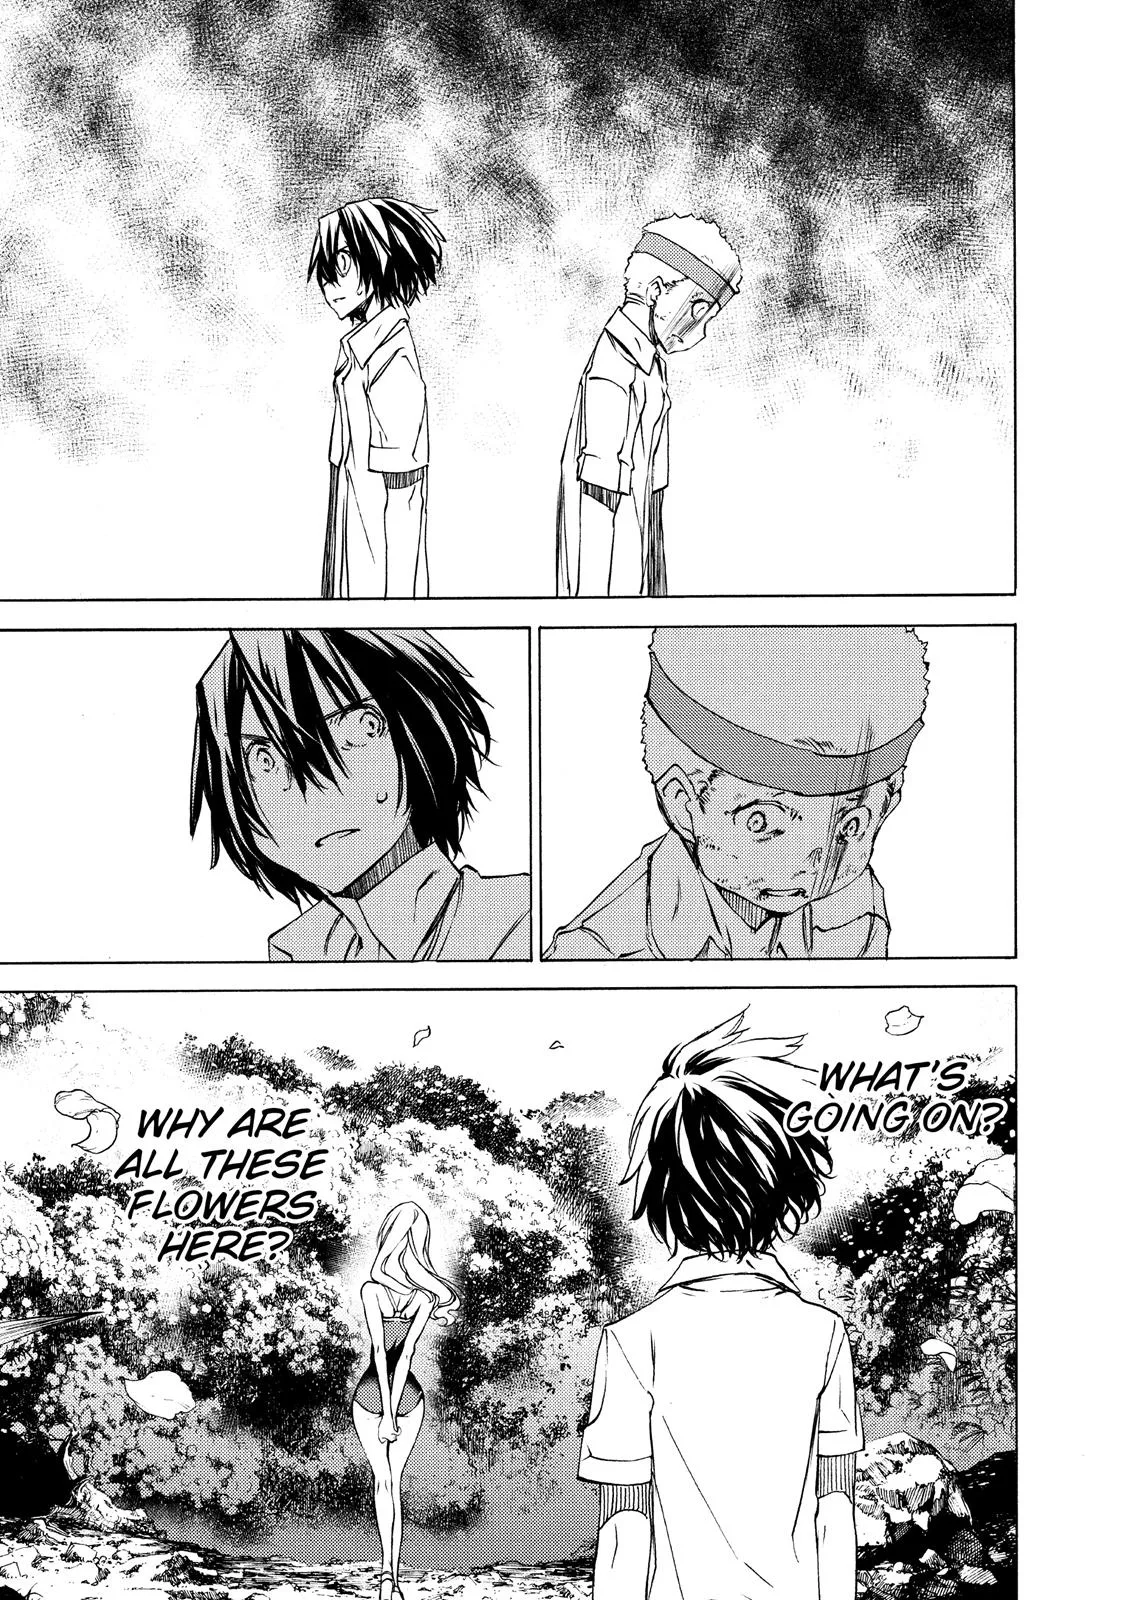 WHAT'S
GOING ON?
WHY ARE
ALL THESE
FLOWERS
HERE?